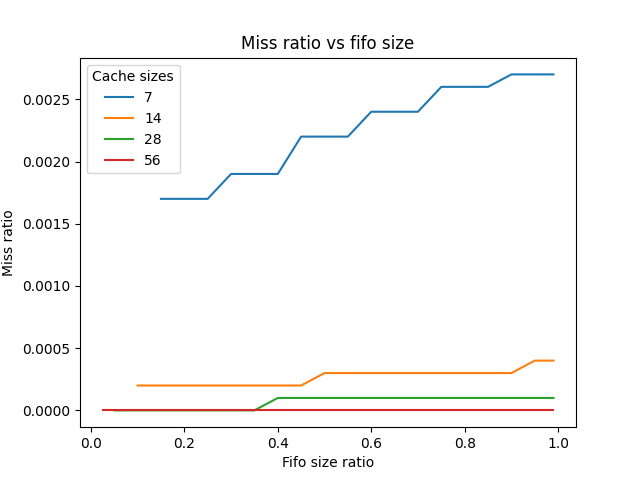 Miss ratio vs fifo size
Cache sizes
7
14
28
56
0.0025
0.0020
0.0015
0.0010
0.0005
0.0000
Miss ratio
0.0 0.2 0.4 0.6 0.8 1.0
Fifo size ratio